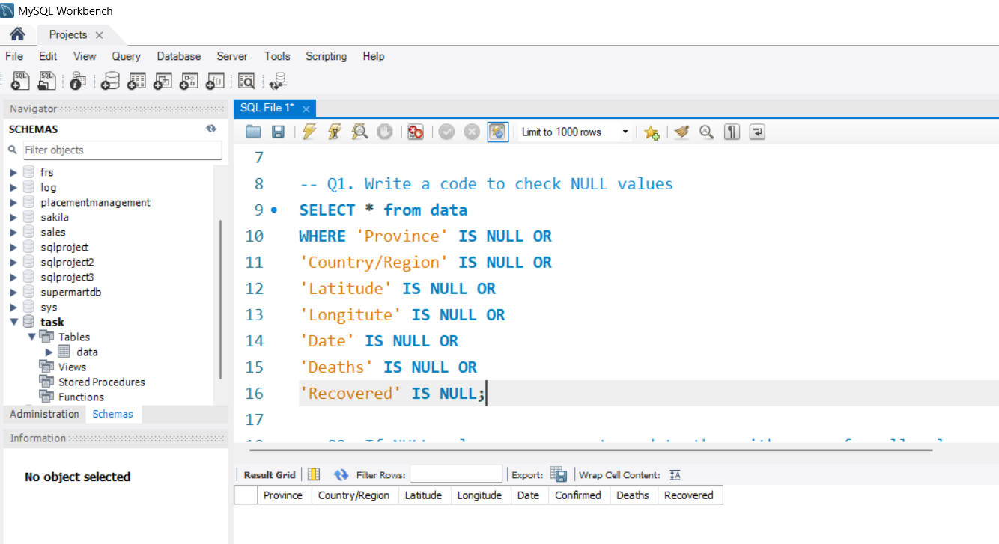 MySQL Workbench
Projects
File Edit View Query Database Server Tools Scripting Help
Navigator
SCHEMAS
Filter objects
frs
log
placementmanagement
sakila
sales
sqlproject
sqlproject2
sqlproject3
supermartdb
sys
task
Tables
data
Views
Stored Procedures
Functions
Administration Schemas
Information
No object selected
SQL File 1*
Limit to 1000 rows
7
8 -- Q1. Write a code to check NULL values
9 SELECT * from data
10 WHERE 'Province' IS NULL OR
11 'Country/Region' IS NULL OR
12 'Latitude' IS NULL OR
13 'Longitute' IS NULL OR
14 'Date' IS NULL OR
15 'Deaths' IS NULL OR
16 'Recovered' IS NULL;
17
Result Grid Filter Rows: Export: Wrap Cell Content:
Province Country/Region Latitude Longitude Date Confirmed Deaths Recovered